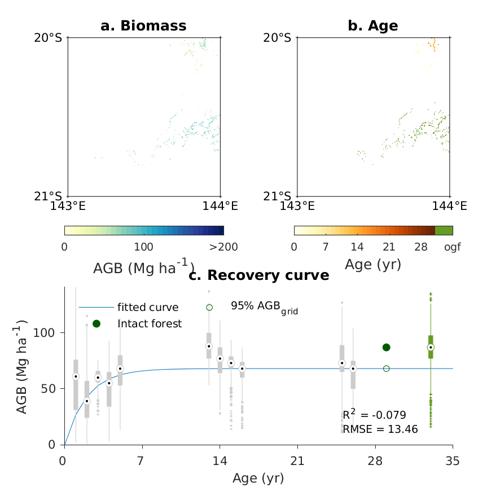 a. Biomass
b. Age
20°S
20°S
21°S
21°S
143°E
144°E
143°E
144°E
0
100
>200
0
7
14
21
28
ogf
AGB (Mg ha⁻¹)
Age (yr)
c. Recovery curve
fitted curve
95% AGB_grid
Intact forest
100
50
0
AGB (Mg ha⁻¹)
R² = -0.079
RMSE = 13.46
0
7
14
21
28
35
Age (yr)